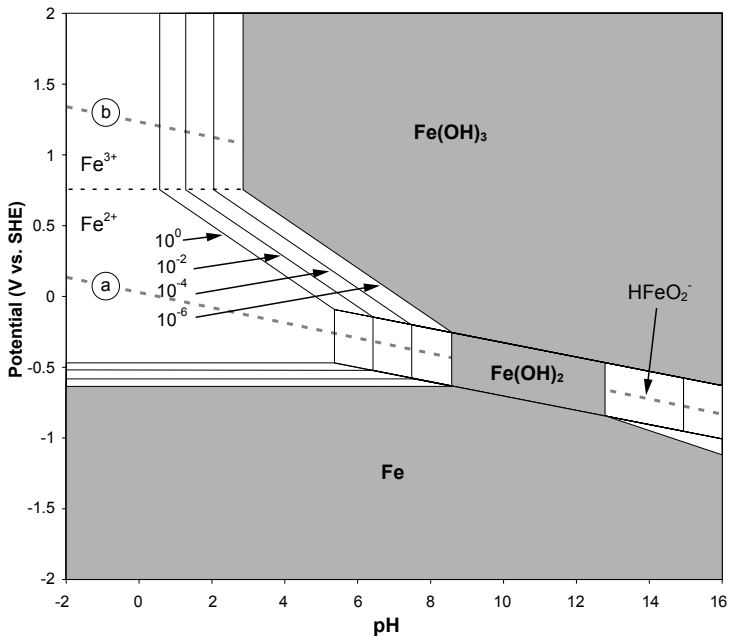 2
1.5
1
0.5
0
-0.5
-1
-1.5
-2
Potential (V vs. SHE)
b
Fe(OH)₃
Fe³⁺
Fe²⁺
10⁰
10⁻²
10⁻⁴
10⁻⁶
a
HFeO₂⁻
Fe(OH)₂
Fe
-2 0 2 4 6 8 10 12 14 16
pH